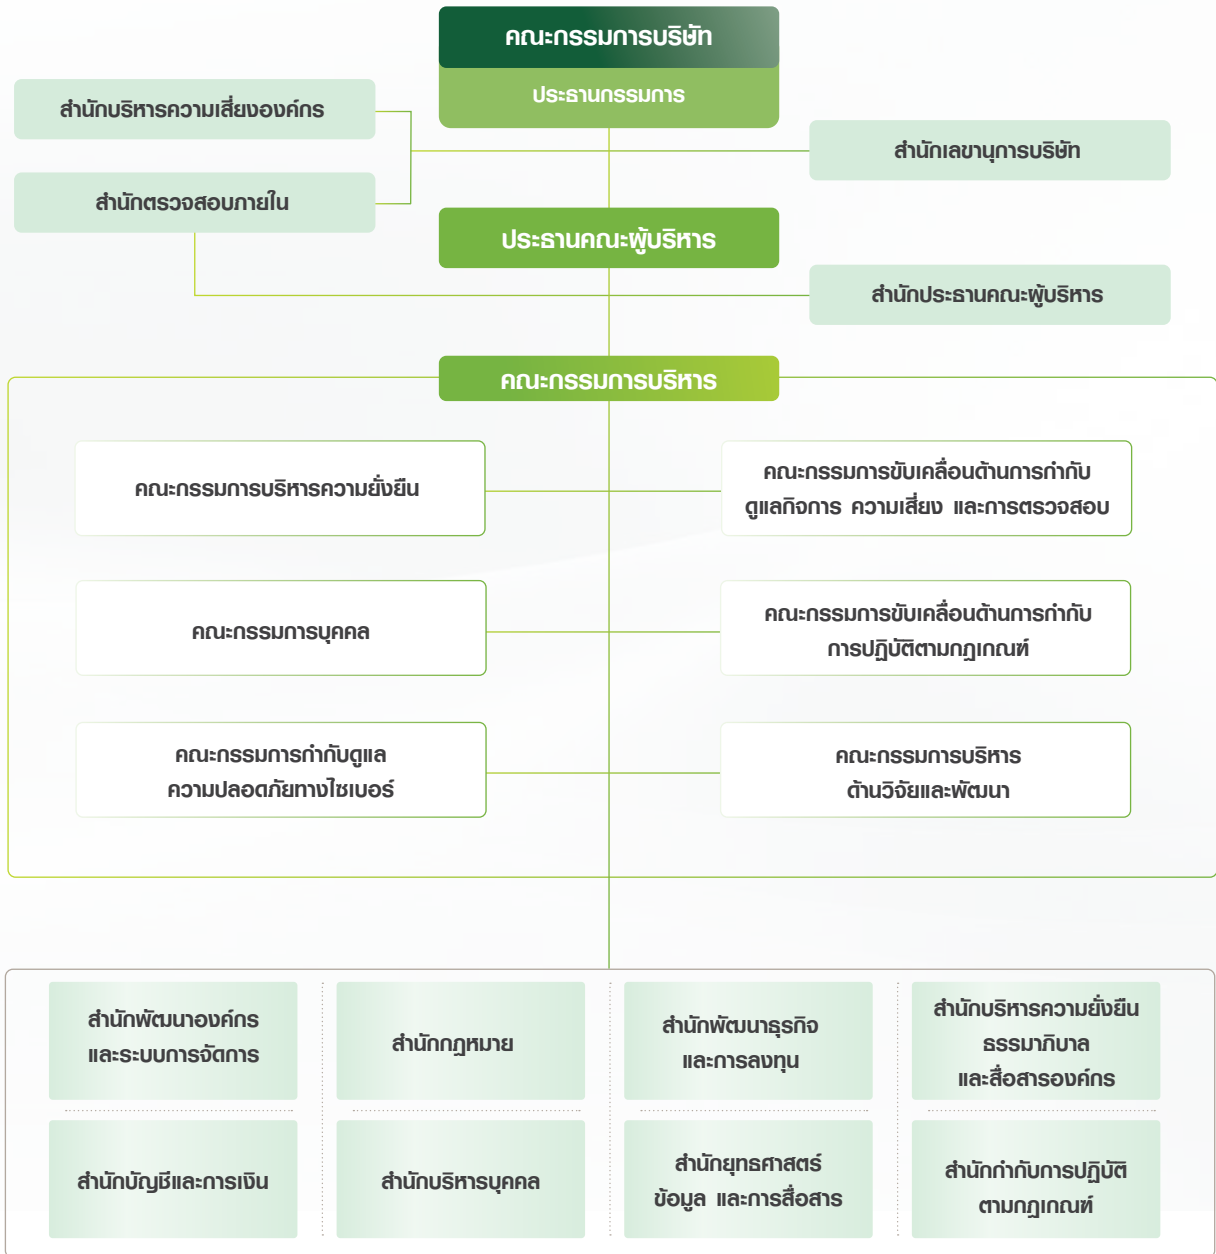 คณะกรรมการบริษัท
ประธานกรรมการ
สำนักบริหารความเสี่ยงองค์กร
สำนักเลขานุการบริษัท
สำนักตรวจสอบภายใน
ประธานคณะผู้บริหาร
สำนักประธานคณะผู้บริหาร
คณะกรรมการบริหาร
คณะกรรมการบริหารความยั่งยืน
คณะกรรมการขับเคลื่อนด้านการกำกับ
ดูแลกิจการ ความเสี่ยง และการตรวจสอบ
คณะกรรมการบุคคล
คณะกรรมการขับเคลื่อนด้านการกำกับ
การปฏิบัติตามกฎเกณฑ์
คณะกรรมการกำกับดูแล
ความปลอดภัยทางไซเบอร์
คณะกรรมการบริหาร
ด้านวิจัยและพัฒนา
สำนักพัฒนาองค์กร
และระบบการจัดการ
สำนักกฎหมาย
สำนักพัฒนาธุรกิจ
และการลงทุน
สำนักบริหารความยั่งยืน
ธรรมาภิบาล
และสื่อสารองค์กร
สำนักบัญชีและการเงิน
สำนักบริหารบุคคล
สำนักยุทธศาสตร์
ข้อมูล และการสื่อสาร
สำนักกำกับการปฏิบัติ
ตามกฎเกณฑ์